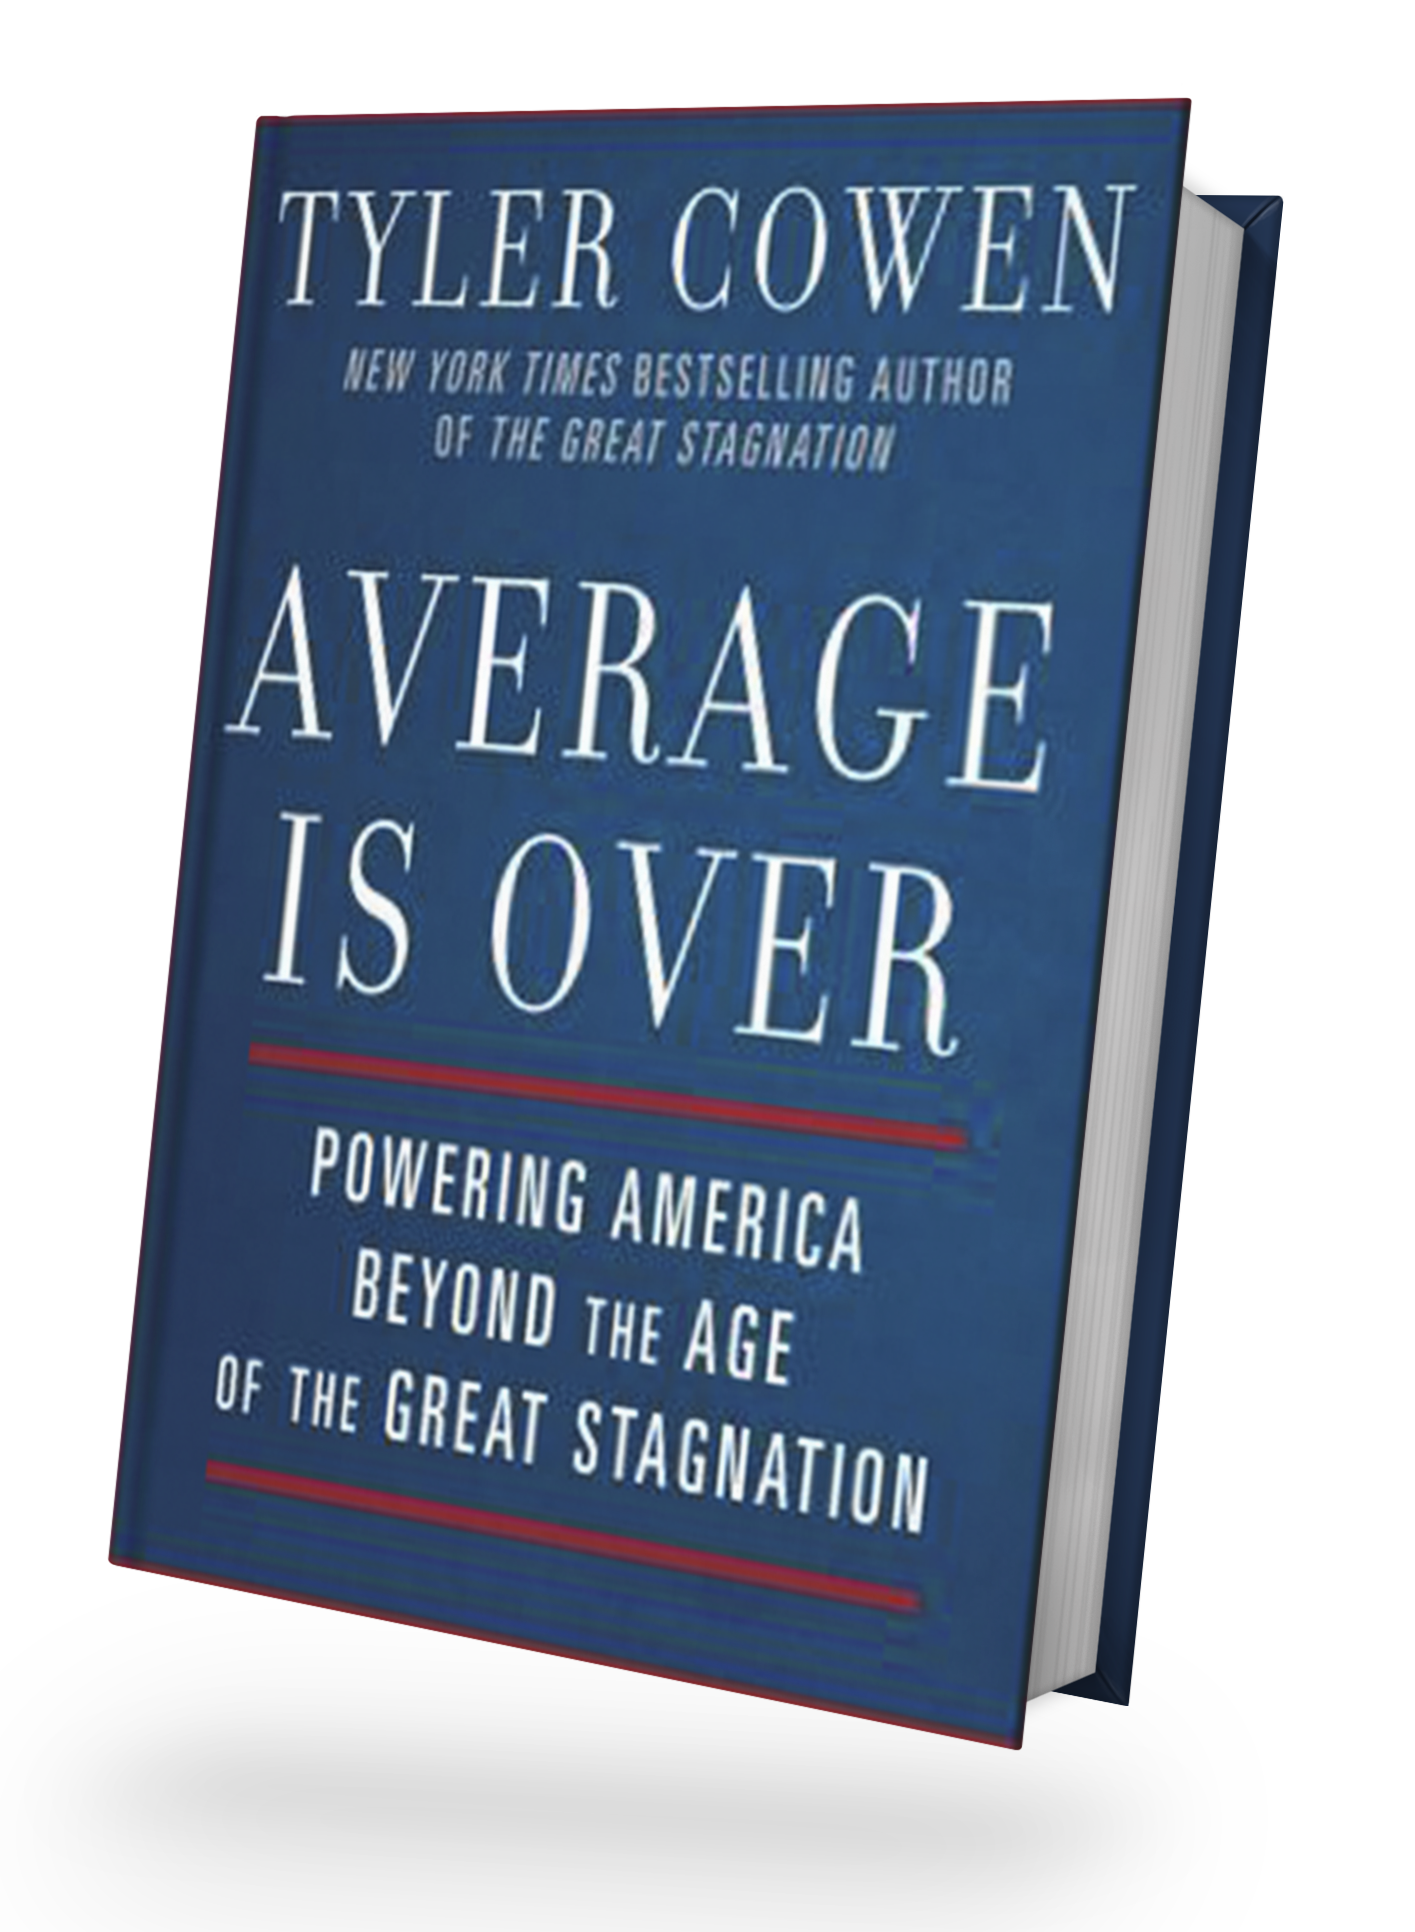 TYLER COWEN
NEW YORK TIMES BESTSELLING AUTHOR
OF THE GREAT STAGNATION
AVERAGE
IS OVER
POWERING AMERICA
BEYOND THE AGE
OF THE GREAT STAGNATION